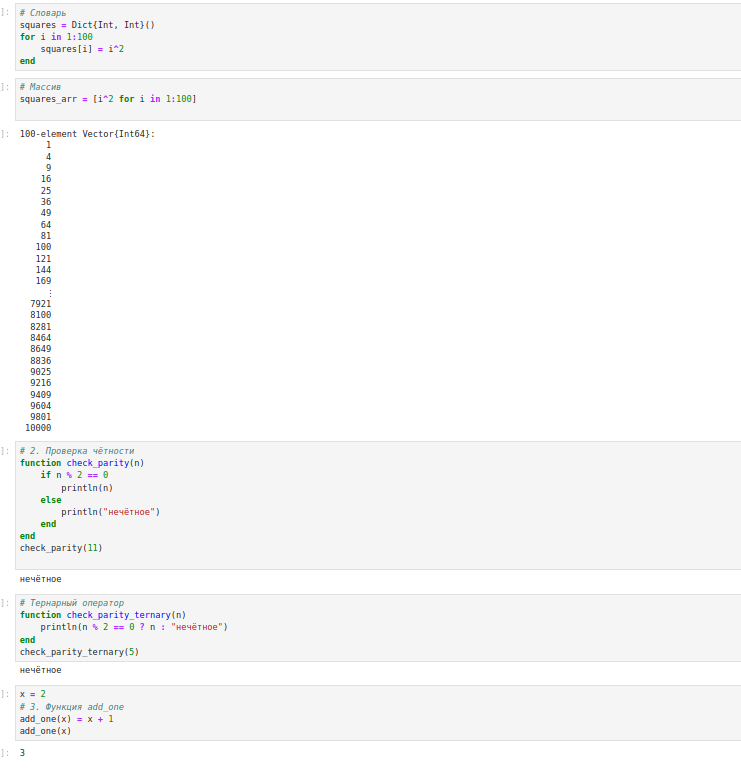 ]: # Словарь
squares = Dict{Int, Int}()
for i in 1:100
    squares[i] = i^2
end
]: # Массив
squares_arr = [i^2 for i in 1:100]
]: 100-element Vector{Int64}:
     1
     4
     9
    16
    25
    36
    49
    64
    81
   100
   121
   144
   169
     ⋮
  7921
  8100
  8281
  8464
  8649
  8836
  9025
  9216
  9409
  9604
  9801
 10000
]: # 2. Проверка чётности
function check_parity(n)
    if n % 2 == 0
        println(n)
    else
        println("нечётное")
    end
end
check_parity(11)
нечётное
]: # Тернарный оператор
function check_parity_ternary(n)
    println(n % 2 == 0 ? n : "нечётное")
end
check_parity_ternary(5)
нечётное
]: x = 2
# 3. Функция add_one
add_one(x) = x + 1
add_one(x)
]: 3